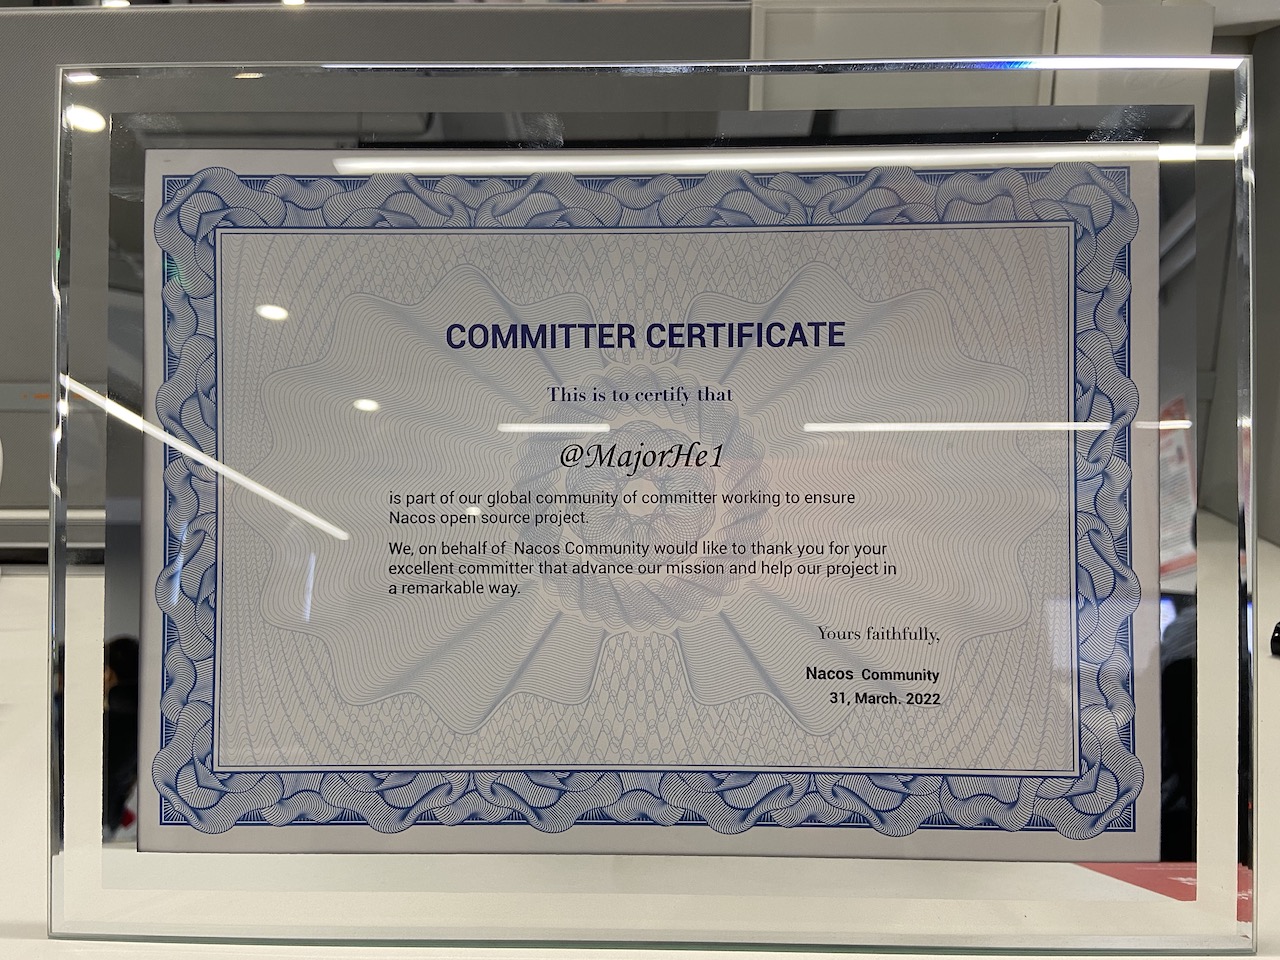 COMMITTER CERTIFICATE
This is to certify that
@MajorHe1
is part of our global community of committer working to ensure
Nacos open source project.
We, on behalf of Nacos Community would like to thank you for your
excellent committer that advance our mission and help our project in
a remarkable way.
Yours faithfully,
Nacos Community
31, March. 2022